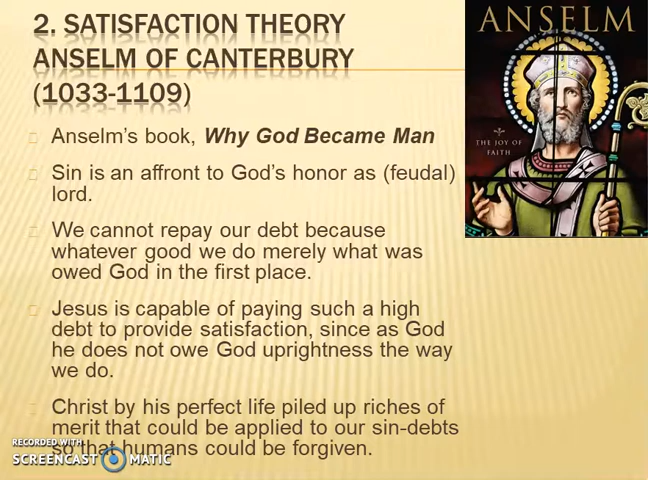 2. SATISFACTION THEORY
ANSELM OF CANTERBURY
(1033-1109)
Anselm's book, Why God Became Man
Sin is an affront to God's honor as (feudal)
lord.
We cannot repay our debt because
whatever good we do merely what was
owed God in the first place.
Jesus is capable of paying such a high
debt to provide satisfaction, since as God
he does not owe God uprightness the way
we do.
Christ by his perfect life piled up riches of
merit that could be applied to our sin-debts
so that humans could be forgiven.
ANSELM
THE JOY OF
FAITH
RECORDED WITH
SCREENCAST MATIC